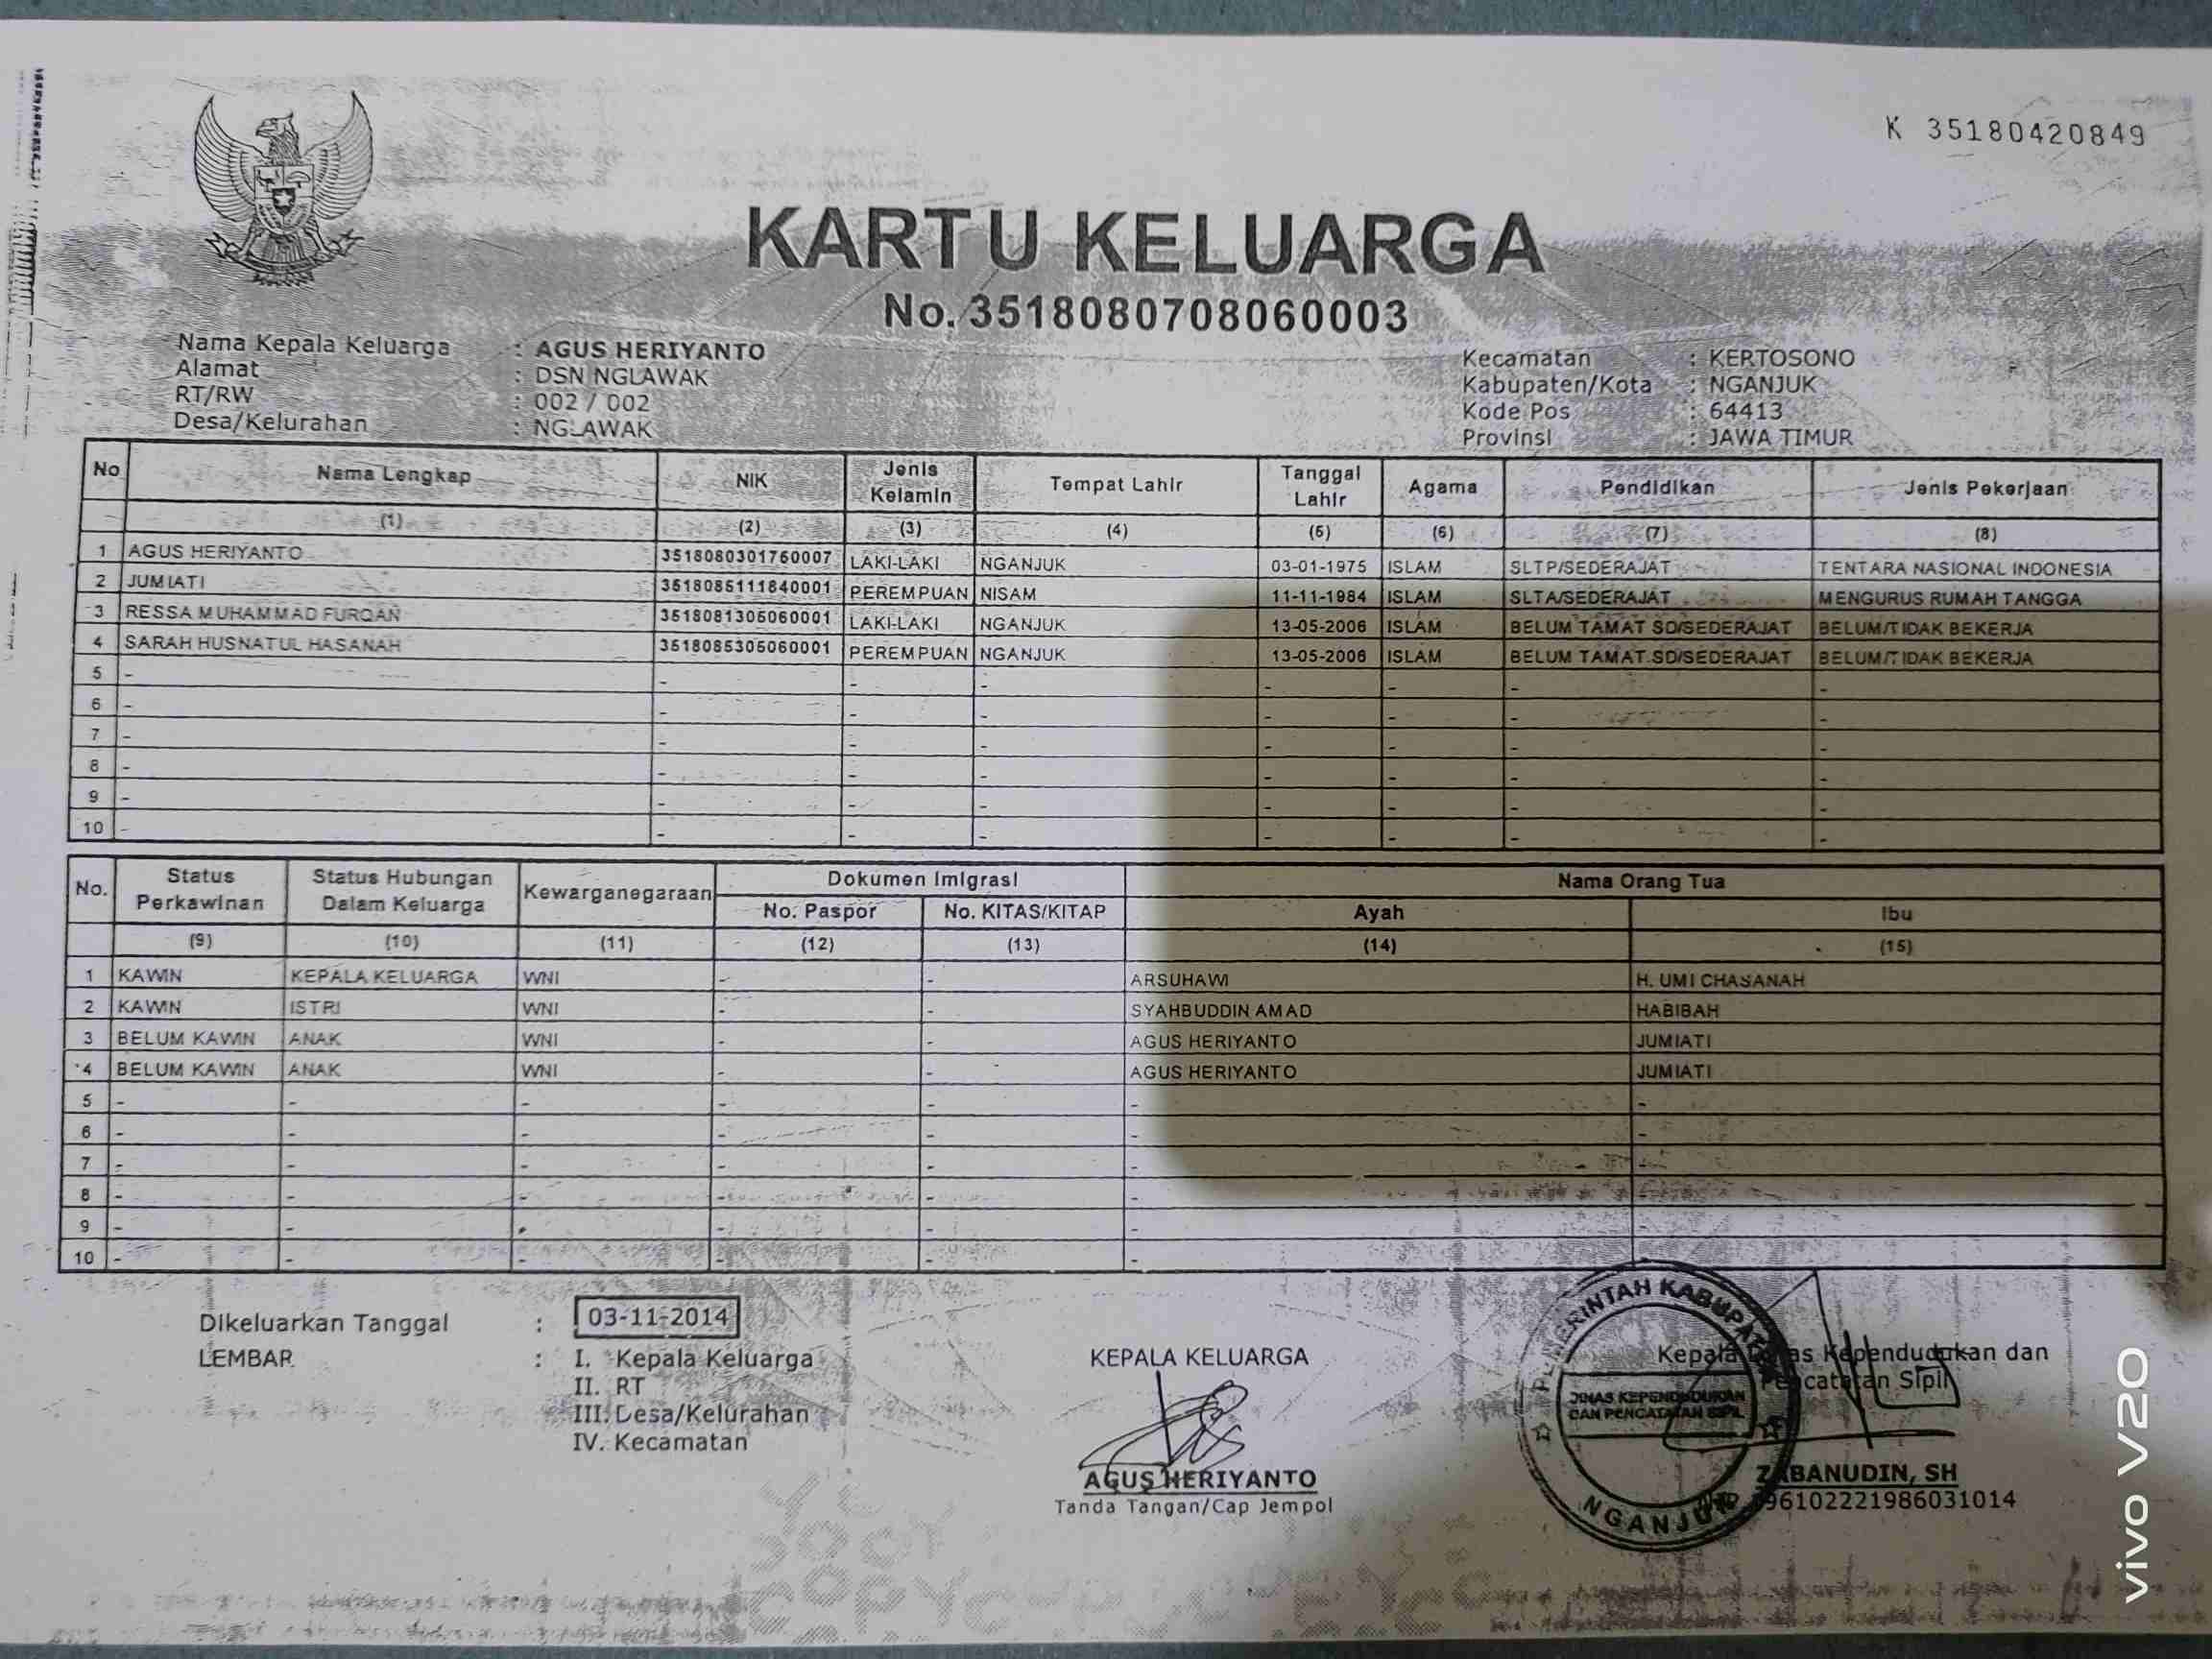 K 351804420849
KARTU KELUARGA
No. 3518080708060003
Nama Kepala Keluarga : AGUS HERIYANTO
Alamat : DSN NGLAWAK
RT/RW : 002 / 002
Desa/Kelurahan : NGLAWAK
Kecamatan : KERTOSONO
Kabupaten/Kota : NGANJUK
Kode Pos : 64413
Provinsi : JAWA TIMUR
No Nama Lengkap NIK Jenis Kelamin Tempat Lahir Tanggal Lahir Agama Pendidikan Jenis Pekerjaan
(1) (2) (3) (4) (5) (6) (7) (8)
1 AGUS HERIYANTO 3518080301750007 LAKI-LAKI NGANJUK 03-01-1975 ISLAM SLTP/SEDERAJAT TENTARA NASIONAL INDONESIA
2 JUMIATI 3518085111840001 PEREMPUAN NISAM 11-11-1984 ISLAM SLTA/SEDERAJAT MENGURUS RUMAH TANGGA
3 RESSA MUHAMMAD FURQAN 3518081305060001 LAKI-LAKI NGANJUK 13-05-2006 ISLAM BELUM TAMAT SD/SEDERAJAT BELUM/TIDAK BEKERJA
4 SARAH HUSNATUL HASANAH 3518085305060001 PEREMPUAN NGANJUK 13-05-2006 ISLAM BELUM TAMAT SD/SEDERAJAT BELUM/TIDAK BEKERJA
5 - - - - - - - -
6 - - - - - - - -
7 - - - - - - - -
8 - - - - - - - -
9 - - - - - - - -
10 - - - - - - - -
No. Status Perkawinan Status Hubungan Dalam Keluarga Kewarganegaraan Dokumen Imigrasi Nama Orang Tua
No. Paspor No. KITAS/KITAP Ayah Ibu
(9) (10) (11) (12) (13) (14) (15)
1 KAWIN KEPALA KELUARGA WNI - - ARSUHAWI H. UMI CHASANAH
2 KAWIN ISTRI WNI - - SYAHBUDDIN AMAD HABIBAH
3 BELUM KAWIN ANAK WNI - - AGUS HERIYANTO JUMIATI
4 BELUM KAWIN ANAK WNI - - AGUS HERIYANTO JUMIATI
5 - - - - - - -
6 - - - - - - -
7 - - - - - - -
8 - - - - - - -
9 - - - - - - -
10 - - - - - - -
Dikeluarkan Tanggal : 03-11-2014
LEMBAR : I. Kepala Keluarga
II. RT
III. Desa/Kelurahan
IV. Kecamatan
KEPALA KELUARGA
AGUS HERIYANTO
Tanda Tangan/Cap Jempol
Kepala Dinas Kependudukan dan
Pencatatan Sipil
PEMERINTAH KABUPATEN
DINAS KEPENDUDUKAN
DAN PENCATATAN SIPIL
NGANJUK
ZABANUDIN, SH
196102221986031014
vivo V20